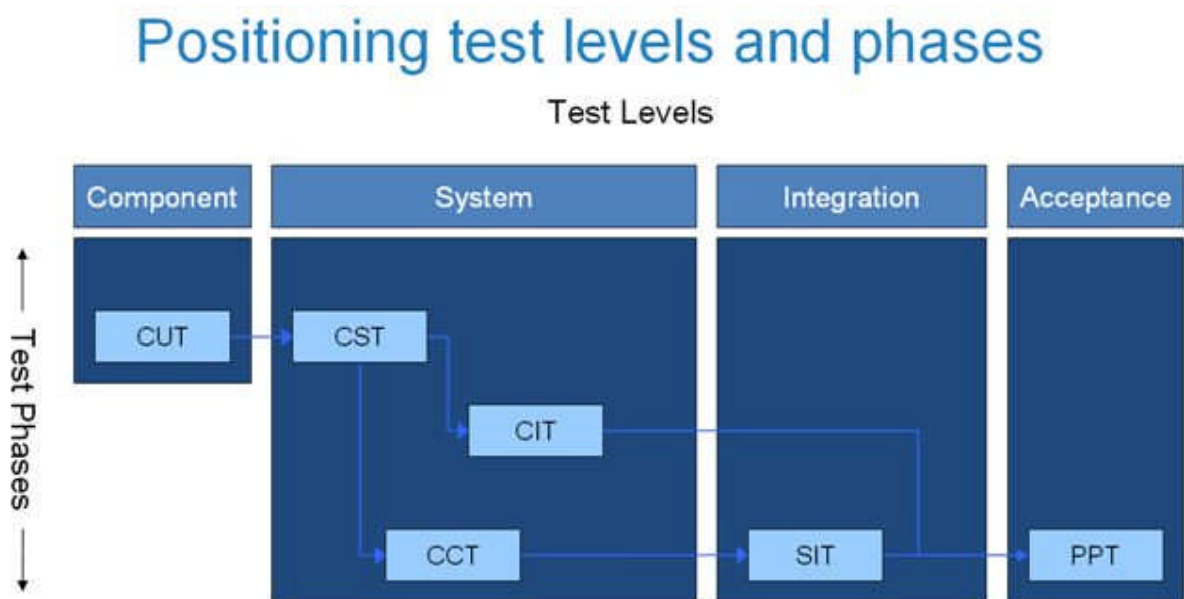 Positioning test levels and phases
Test Levels
Component
System
Integration
Acceptance
Test Phases
CUT
CST
CIT
CCT
SIT
PPT